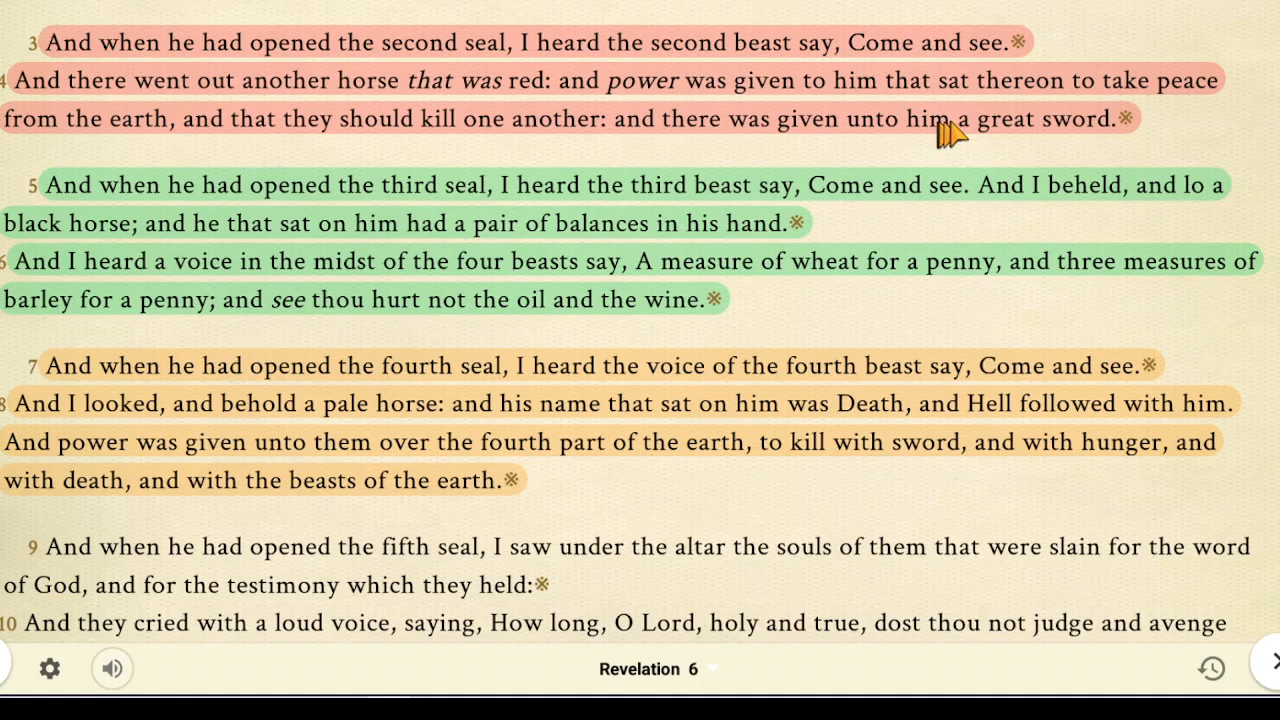 3 And when he had opened the second seal, I heard the second beast say, Come and see.※
4 And there went out another horse that was red: and power was given to him that sat thereon to take peace
from the earth, and that they should kill one another: and there was given unto him a great sword.※
5 And when he had opened the third seal, I heard the third beast say, Come and see. And I beheld, and lo a
black horse; and he that sat on him had a pair of balances in his hand.※
6 And I heard a voice in the midst of the four beasts say, A measure of wheat for a penny, and three measures of
barley for a penny; and see thou hurt not the oil and the wine.※
7 And when he had opened the fourth seal, I heard the voice of the fourth beast say, Come and see.※
8 And I looked, and behold a pale horse: and his name that sat on him was Death, and Hell followed with him.
And power was given unto them over the fourth part of the earth, to kill with sword, and with hunger, and
with death, and with the beasts of the earth.※
9 And when he had opened the fifth seal, I saw under the altar the souls of them that were slain for the word
of God, and for the testimony which they held:※
10 And they cried with a loud voice, saying, How long, O Lord, holy and true, dost thou not judge and avenge
Revelation 6